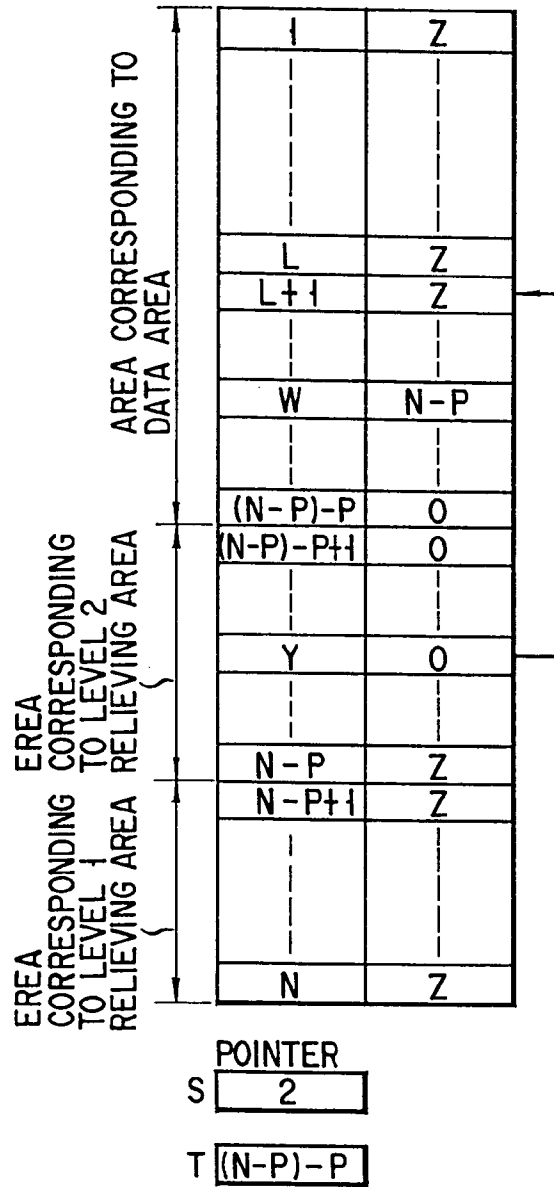 AREA CORRESPONDING TO
DATA AREA
EREA
CORRESPONDING
TO LEVEL 2
RELIEVING AREA
EREA
CORRESPONDING
TO LEVEL 1
RELIEVING AREA
1 Z
L Z
L+1 Z
W N-P
(N-P)-P 0
(N-P)-P+1 0
Y 0
N-P Z
N-P+1 Z
N Z
POINTER
S 2
T (N-P)-P